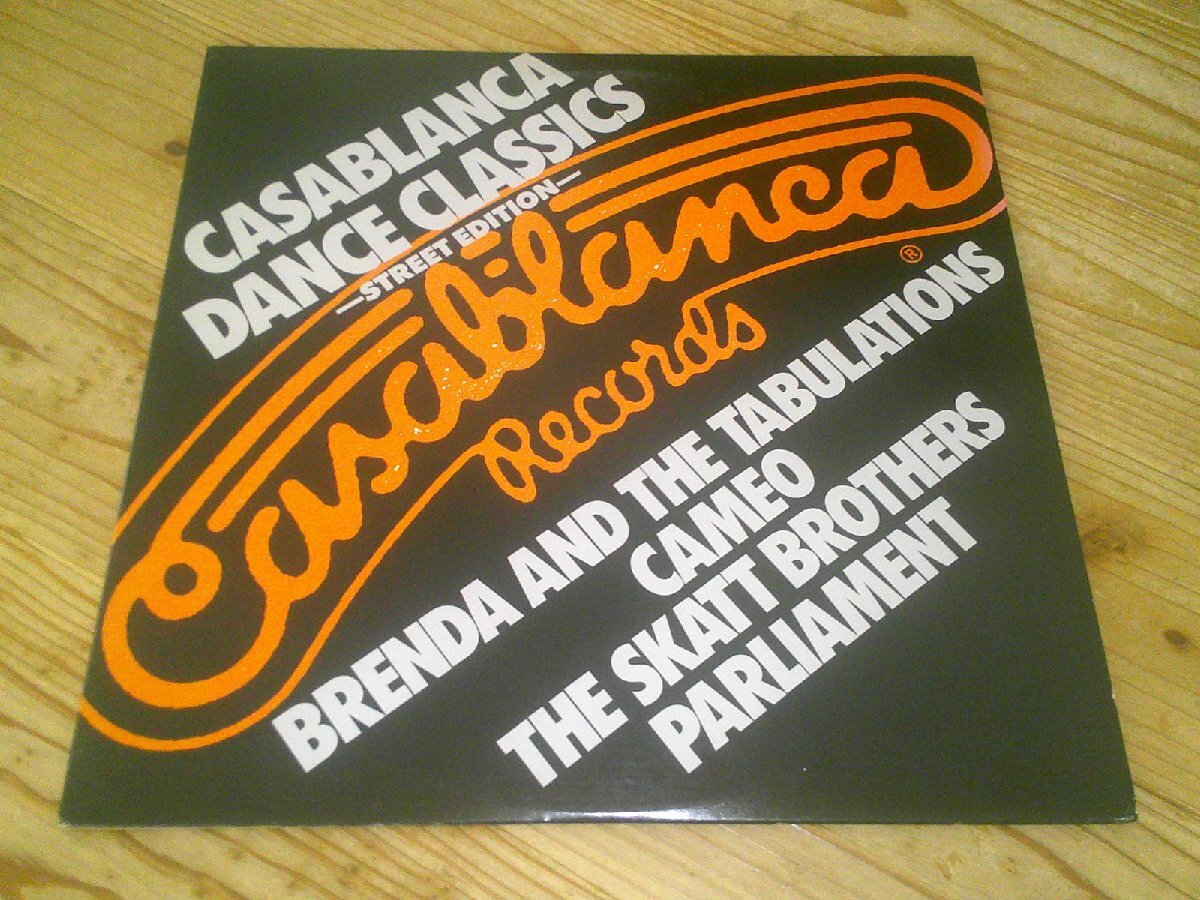 CASABLANCA
DANCE CLASSICS
—STREET EDITION—
Casablanca
Records
®
BRENDA AND THE TABULATIONS
CAMEO
THE SKATT BROTHERS
PARLIAMENT